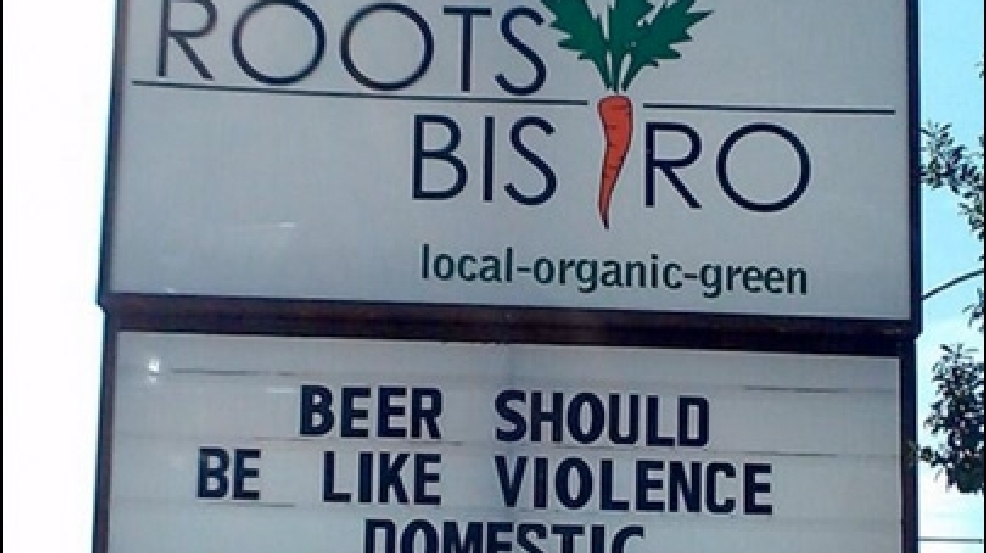 ROOTS
BISTRO
local-organic-green
BEER SHOULD
BE LIKE VIOLENCE
DOMESTIC